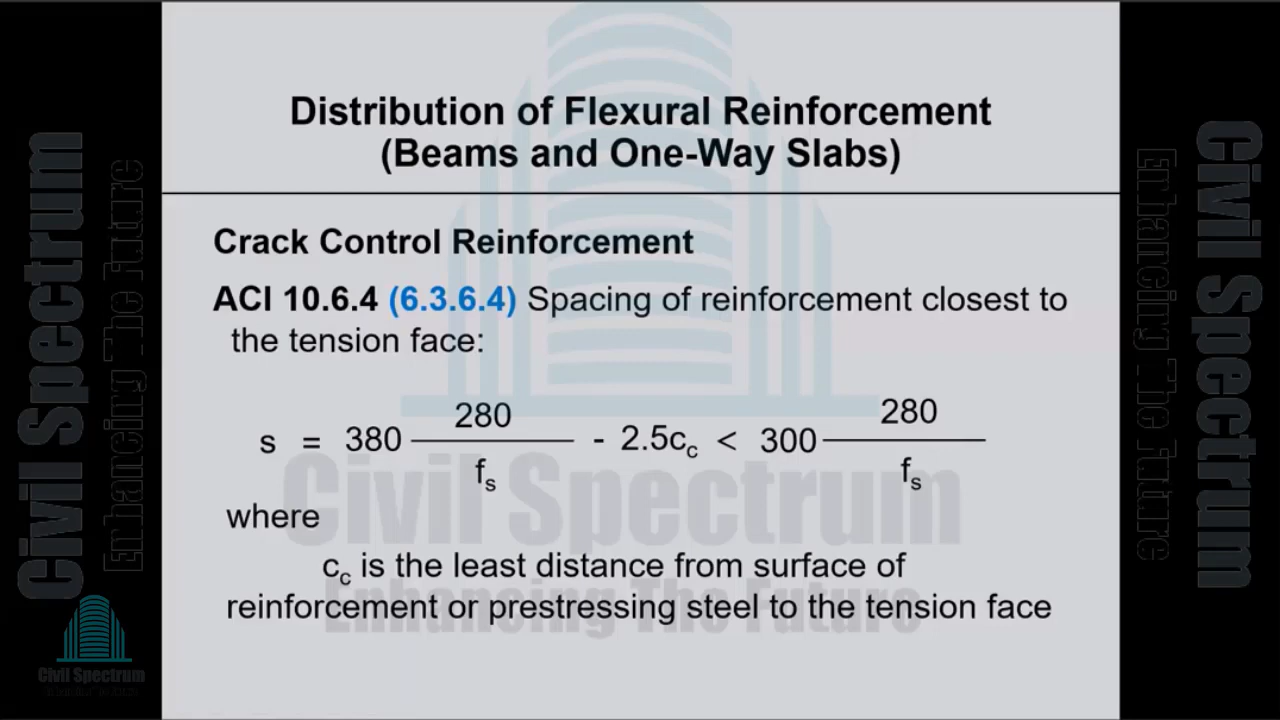 Distribution of Flexural Reinforcement
(Beams and One-Way Slabs)
Crack Control Reinforcement
ACI 10.6.4 (6.3.6.4) Spacing of reinforcement closest to
the tension face:
s = 380 280/fs - 2.5cc < 300 280/fs
where
cc is the least distance from surface of
reinforcement or prestressing steel to the tension face
Civil Spectrum
Enhancing The Future
Civil Spectrum
Enhancing The Future
Civil Spectrum
Enhancing The Future
Civil Spectrum